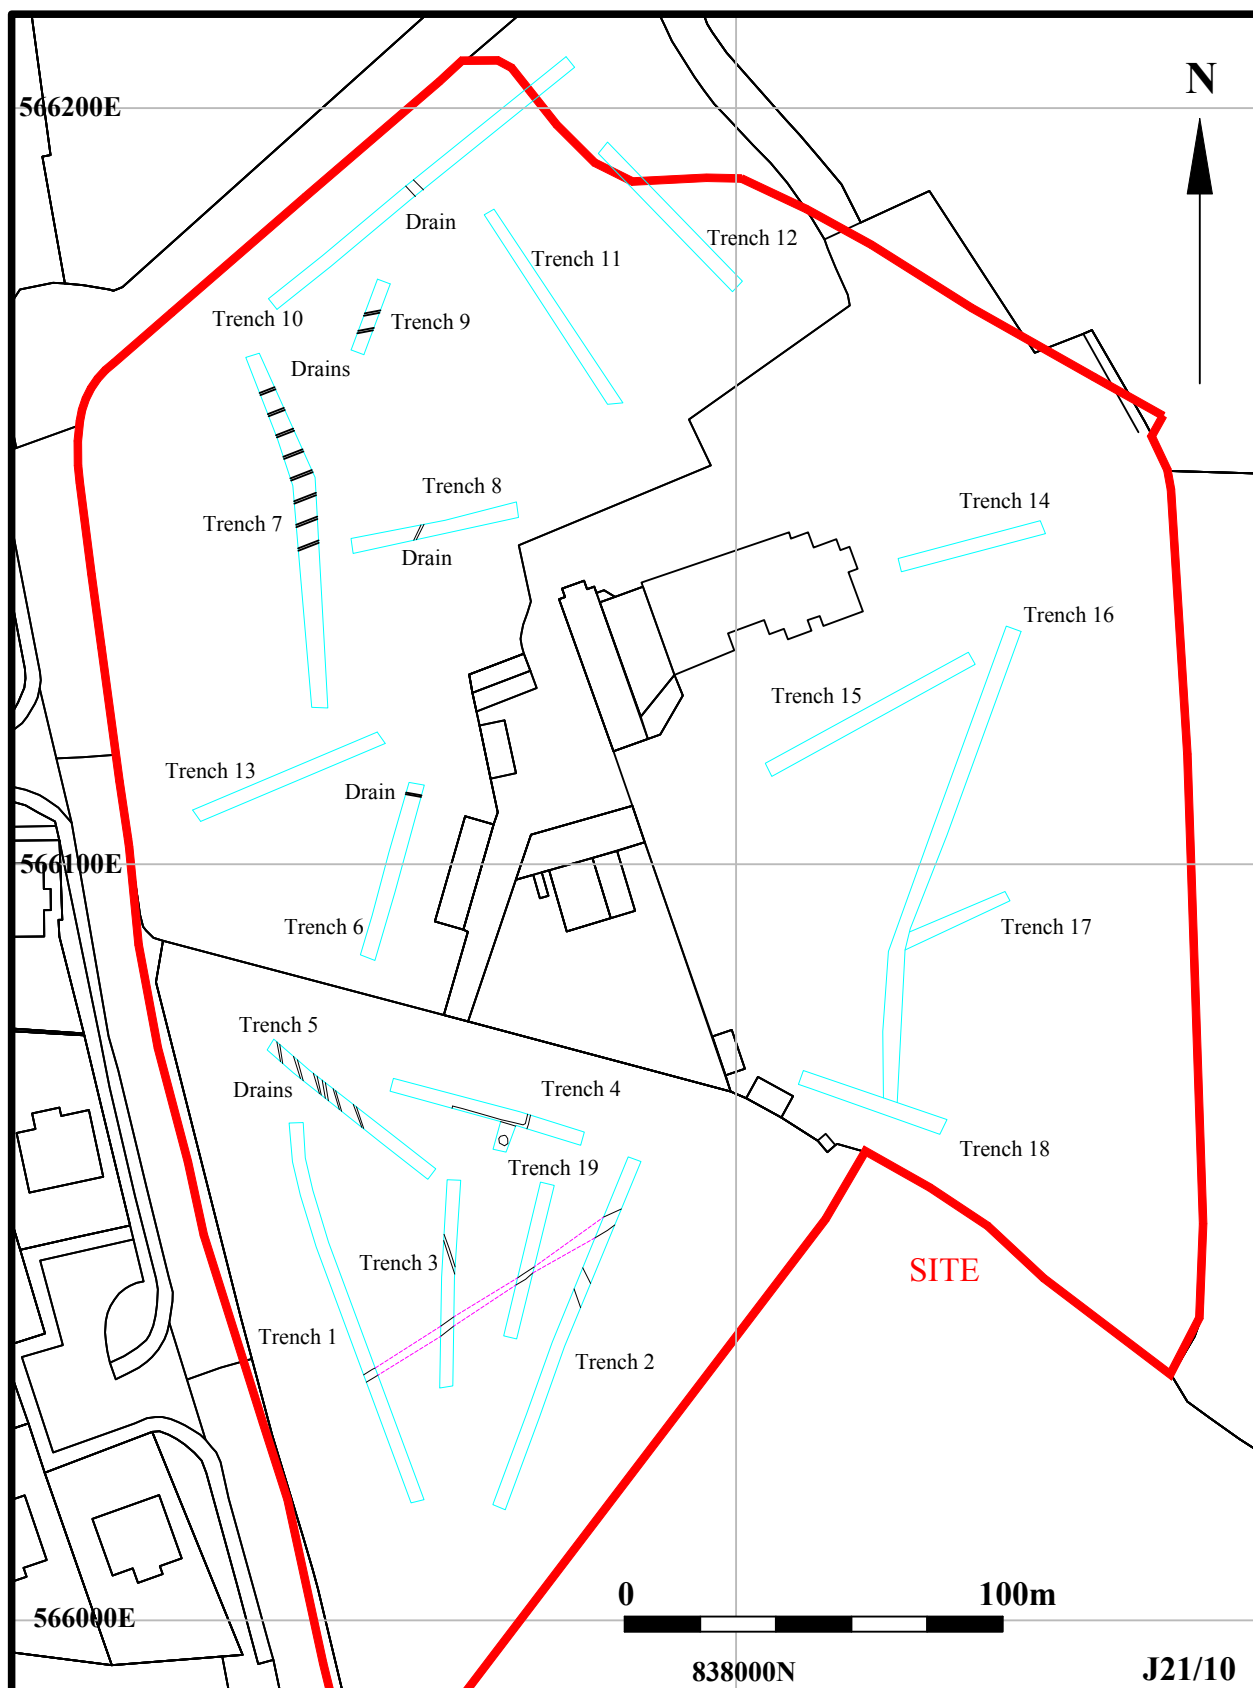 N
566200E
Drain
Trench 12
Trench 11
Trench 10
Trench 9
Drains
Trench 8
Trench 14
Trench 7
Drain
Trench 16
Trench 15
Trench 13
Drain
566100E
Trench 6
Trench 17
Trench 5
Drains
Trench 4
Trench 18
Trench 19
Trench 3
SITE
Trench 1
Trench 2
0 100m
566000E
838000N
J21/10